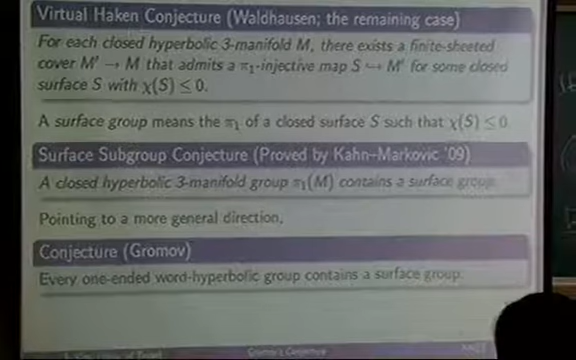 Virtual Haken Conjecture (Waldhausen; the remaining case)
For each closed hyperbolic 3-manifold M, there exists a finite-sheeted
cover M' → M that admits a π₁-injective map S ↪ M' for some closed
surface S with χ(S) ≤ 0.
A surface group means the π₁ of a closed surface S such that χ(S) ≤ 0.
Surface Subgroup Conjecture (Proved by Kahn–Markovic '09)
A closed hyperbolic 3-manifold group π₁(M) contains a surface group.
Pointing to a more general direction,
Conjecture (Gromov)
Every one-ended word-hyperbolic group contains a surface group.
Gromov's Conjecture